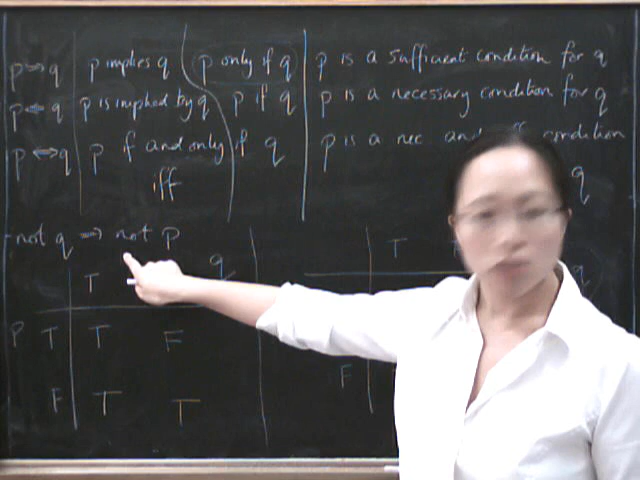 p ⇒ q p implies q p only if q p is a sufficient condition for q
p ⇐ q p is implied by q p if q p is a necessary condition for q
p ⇔ q p if and only if q p is a nec and condition
iff q
not q ⇒ not p
q T
T q
P T T F
F T T F